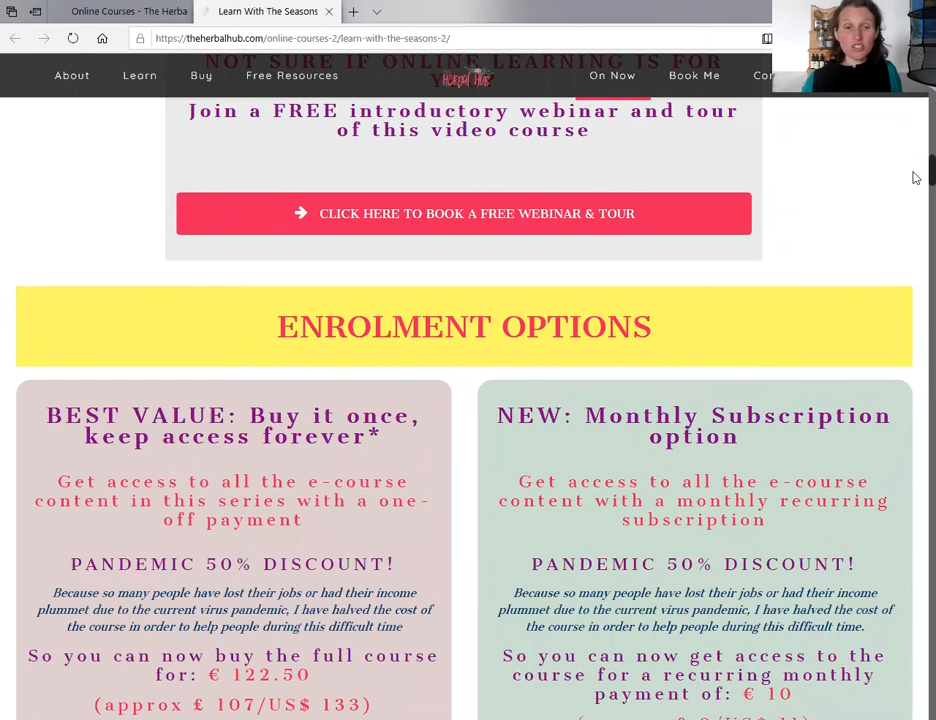 Online Courses - The Herba
Learn With The Seasons
https://theherbalhub.com/online-courses-2/learn-with-the-seasons-2/
NOT SURE IF ONLINE LEARNING IS FOR
About Learn Buy Free Resources Herbal Hub On Now Book Me Con
Join a FREE introductory webinar and tour
of this video course
CLICK HERE TO BOOK A FREE WEBINAR & TOUR
ENROLMENT OPTIONS
BEST VALUE: Buy it once,
keep access forever*
Get access to all the e-course
content in this series with a one-
off payment
PANDEMIC 50% DISCOUNT!
Because so many people have lost their jobs or had their income
plummet due to the current virus pandemic, I have halved the cost of
the course in order to help people during this difficult time
So you can now buy the full course
for: € 122.50
(approx £ 107/US$ 133)
NEW: Monthly Subscription
option
Get access to all the e-course
content with a monthly recurring
subscription
PANDEMIC 50% DISCOUNT!
Because so many people have lost their jobs or had their income
plummet due to the current virus pandemic, I have halved the cost of
the course in order to help people during this difficult time.
So you can now get access to the
course for a recurring monthly
payment of: € 10